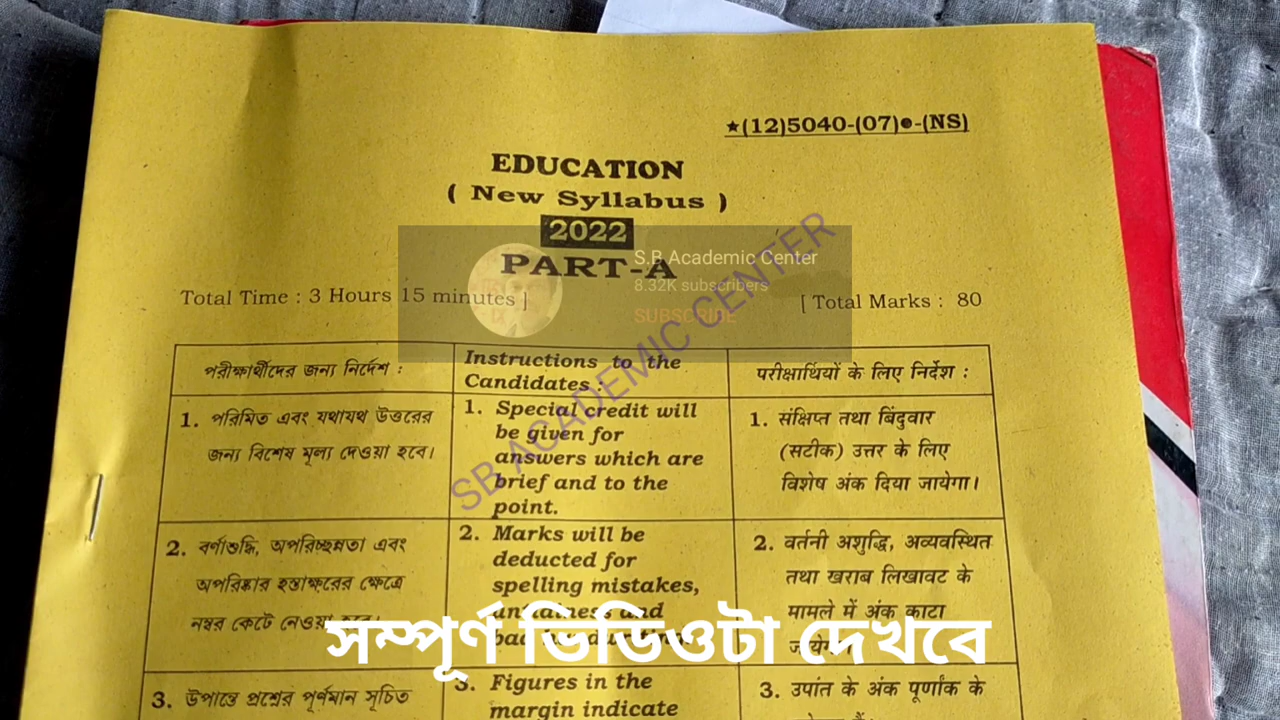 ★(12)5040-(07)e-(NS)
EDUCATION
( New Syllabus )
2022
PART-A
S.B Academic Center
8.32K subscribers
SUBSCRIBE
Total Time : 3 Hours 15 minutes ]
[ Total Marks : 80
SB ACADEMIC CENTER
পরীক্ষার্থীদের জন্য নির্দেশ :
1. পরিমিত এবং যথাযথ উত্তরের
জন্য বিশেষ মূল্য দেওয়া হবে।
2. বর্ণাশুদ্ধি, অপরিচ্ছন্নতা এবং
অপরিষ্কার হস্তাক্ষরের ক্ষেত্রে
নম্বর কেটে নেওয়া হবে।
3. উপান্তে প্রশ্নের পূর্ণমান সূচিত
Instructions to the
Candidates :
1. Special credit will
be given for
answers which are
brief and to the
point.
2. Marks will be
deducted for
spelling mistakes,
untidiness and
bad
3. Figures in the
margin indicate
परीक्षार्थियों के लिए निर्देश :
1. संक्षिप्त तथा बिंदुवार
(सटीक) उत्तर के लिए
विशेष अंक दिया जायेगा।
2. वर्तनी अशुद्धि, अव्यवस्थित
तथा खराब लिखावट के
मामले में अंक काटा
जायेगा।
3. उपांत के अंक पूर्णांक के
সম্পূর্ণ ভিডিওটা দেখবে